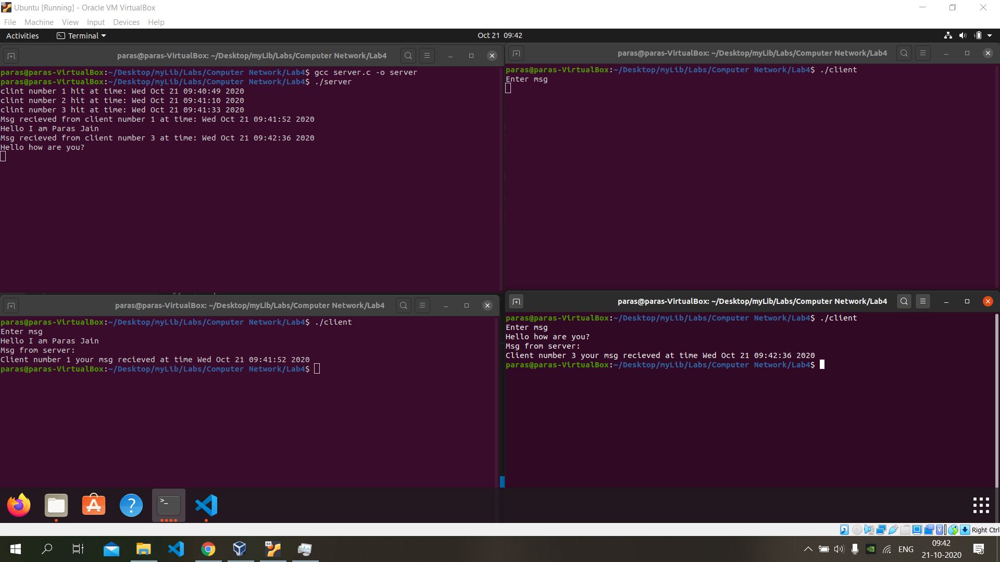 Ubuntu [Running] - Oracle VM VirtualBox
File Machine View Input Devices Help
Activities Terminal Oct 21 09:42
paras@paras-VirtualBox: ~/Desktop/myLib/Labs/Computer Network/Lab4
paras@paras-VirtualBox:~/Desktop/myLib/Labs/Computer Network/Lab4$ gcc server.c -o server
paras@paras-VirtualBox:~/Desktop/myLib/Labs/Computer Network/Lab4$ ./server
clint number 1 hit at time: Wed Oct 21 09:40:49 2020
clint number 2 hit at time: Wed Oct 21 09:41:10 2020
clint number 3 hit at time: Wed Oct 21 09:41:33 2020
Msg recieved from client number 1 at time: Wed Oct 21 09:41:52 2020
Hello I am Paras Jain
Msg recieved from client number 3 at time: Wed Oct 21 09:42:36 2020
Hello how are you?
paras@paras-VirtualBox: ~/Desktop/myLib/Labs/Computer Network/Lab4
paras@paras-VirtualBox:~/Desktop/myLib/Labs/Computer Network/Lab4$ ./client
Enter msg
paras@paras-VirtualBox: ~/Desktop/myLib/Labs/Computer Network/Lab4
paras@paras-VirtualBox:~/Desktop/myLib/Labs/Computer Network/Lab4$ ./client
Enter msg
Hello I am Paras Jain
Msg from server:
Client number 1 your msg recieved at time Wed Oct 21 09:41:52 2020
paras@paras-VirtualBox:~/Desktop/myLib/Labs/Computer Network/Lab4$
paras@paras-VirtualBox: ~/Desktop/myLib/Labs/Computer Network/Lab4
paras@paras-VirtualBox:~/Desktop/myLib/Labs/Computer Network/Lab4$ ./client
Enter msg
Hello how are you?
Msg from server:
Client number 3 your msg recieved at time Wed Oct 21 09:42:36 2020
paras@paras-VirtualBox:~/Desktop/myLib/Labs/Computer Network/Lab4$
Right Ctrl
64
ENG
09:42
21-10-2020